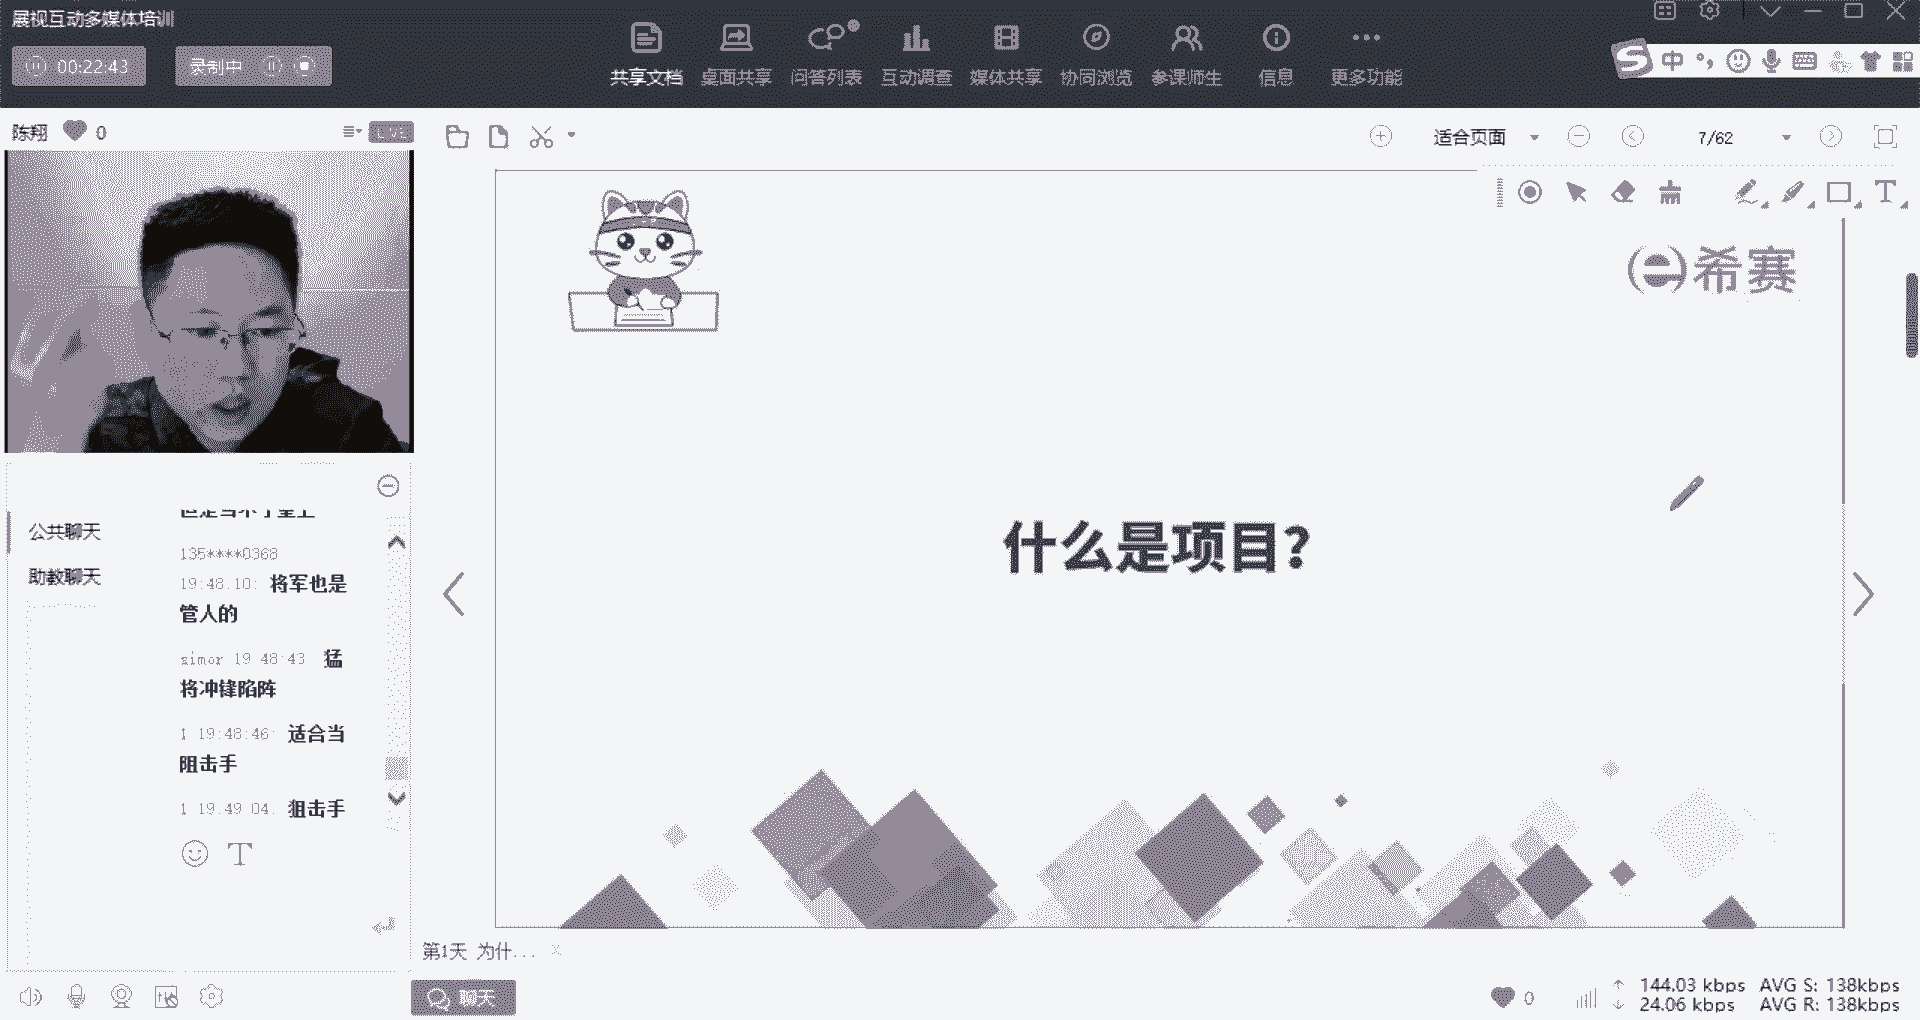 展视互动多媒体培训
00:22:43
录制中
共享文档 桌面共享 问答列表 互动调查 媒体共享 协同浏览 参课师生 信息 更多功能
中
陈翔 0
LIVE
适合页面
7/62
希赛
什么是项目?
公共聊天
助教聊天
135****0368
19:48:10: 将军也是
管人的
simor 19:48:43 猛
将冲锋陷阵
1 19:48:46: 适合当
阻击手
1 19:49:04: 狙击手
第1天 为什...
聊天
0
144.03 kbps AVG S: 138kbps
24.06 kbps AVG R: 138kbps